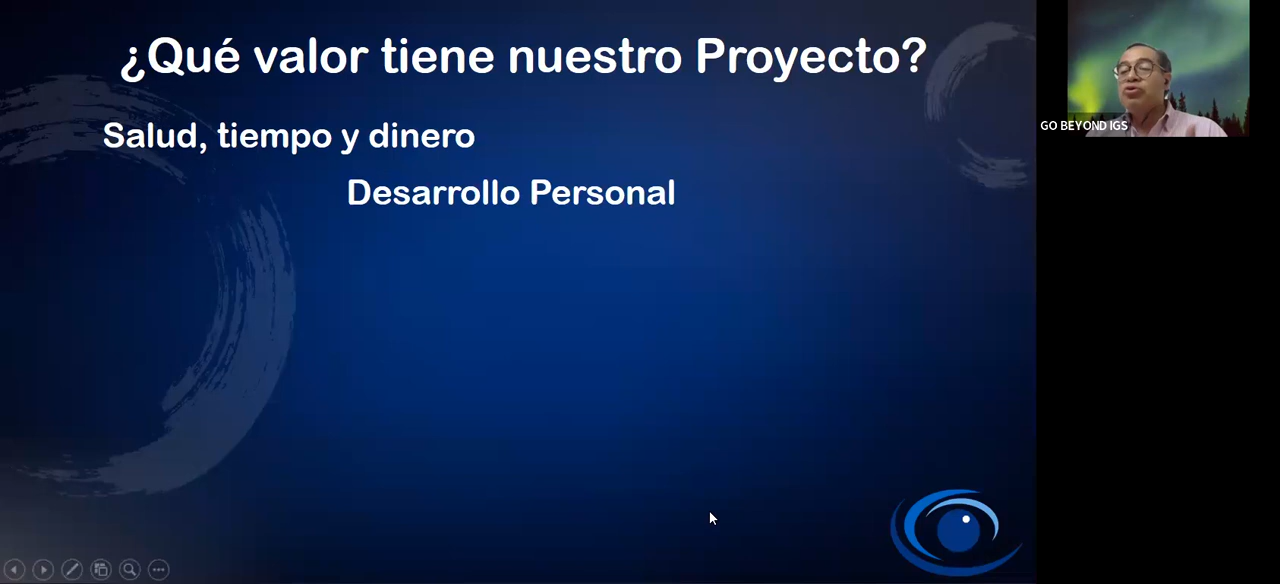 ¿Qué valor tiene nuestro Proyecto?
Salud, tiempo y dinero
Desarrollo Personal
GO BEYOND IGS